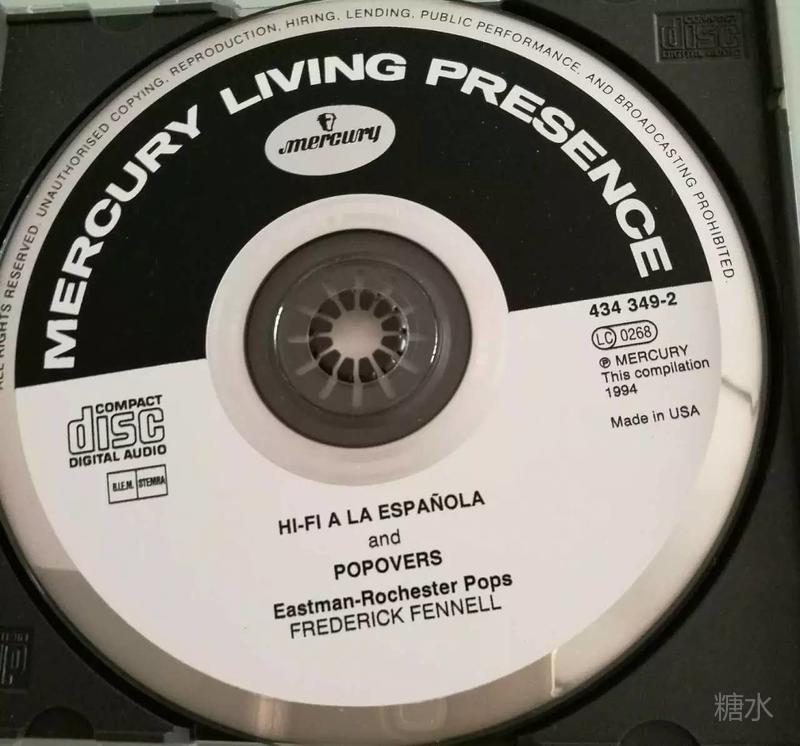 ALL RIGHTS RESERVED. UNAUTHORISED COPYING, REPRODUCTION, HIRING, LENDING, PUBLIC PERFORMANCE, AND BROADCASTING PROHIBITED.
MERCURY LIVING PRESENCE
mercury
434 349-2
LC 0268
℗ MERCURY
This compilation
1994
Made in USA
COMPACT
disc
DIGITAL AUDIO
B.I.E.M. STEMRA
HI-FI A LA ESPAÑOLA
and
POPOVERS
Eastman-Rochester Pops
FREDERICK FENNELL
COMPACT
disc
DIGITAL AUDIO
糖水